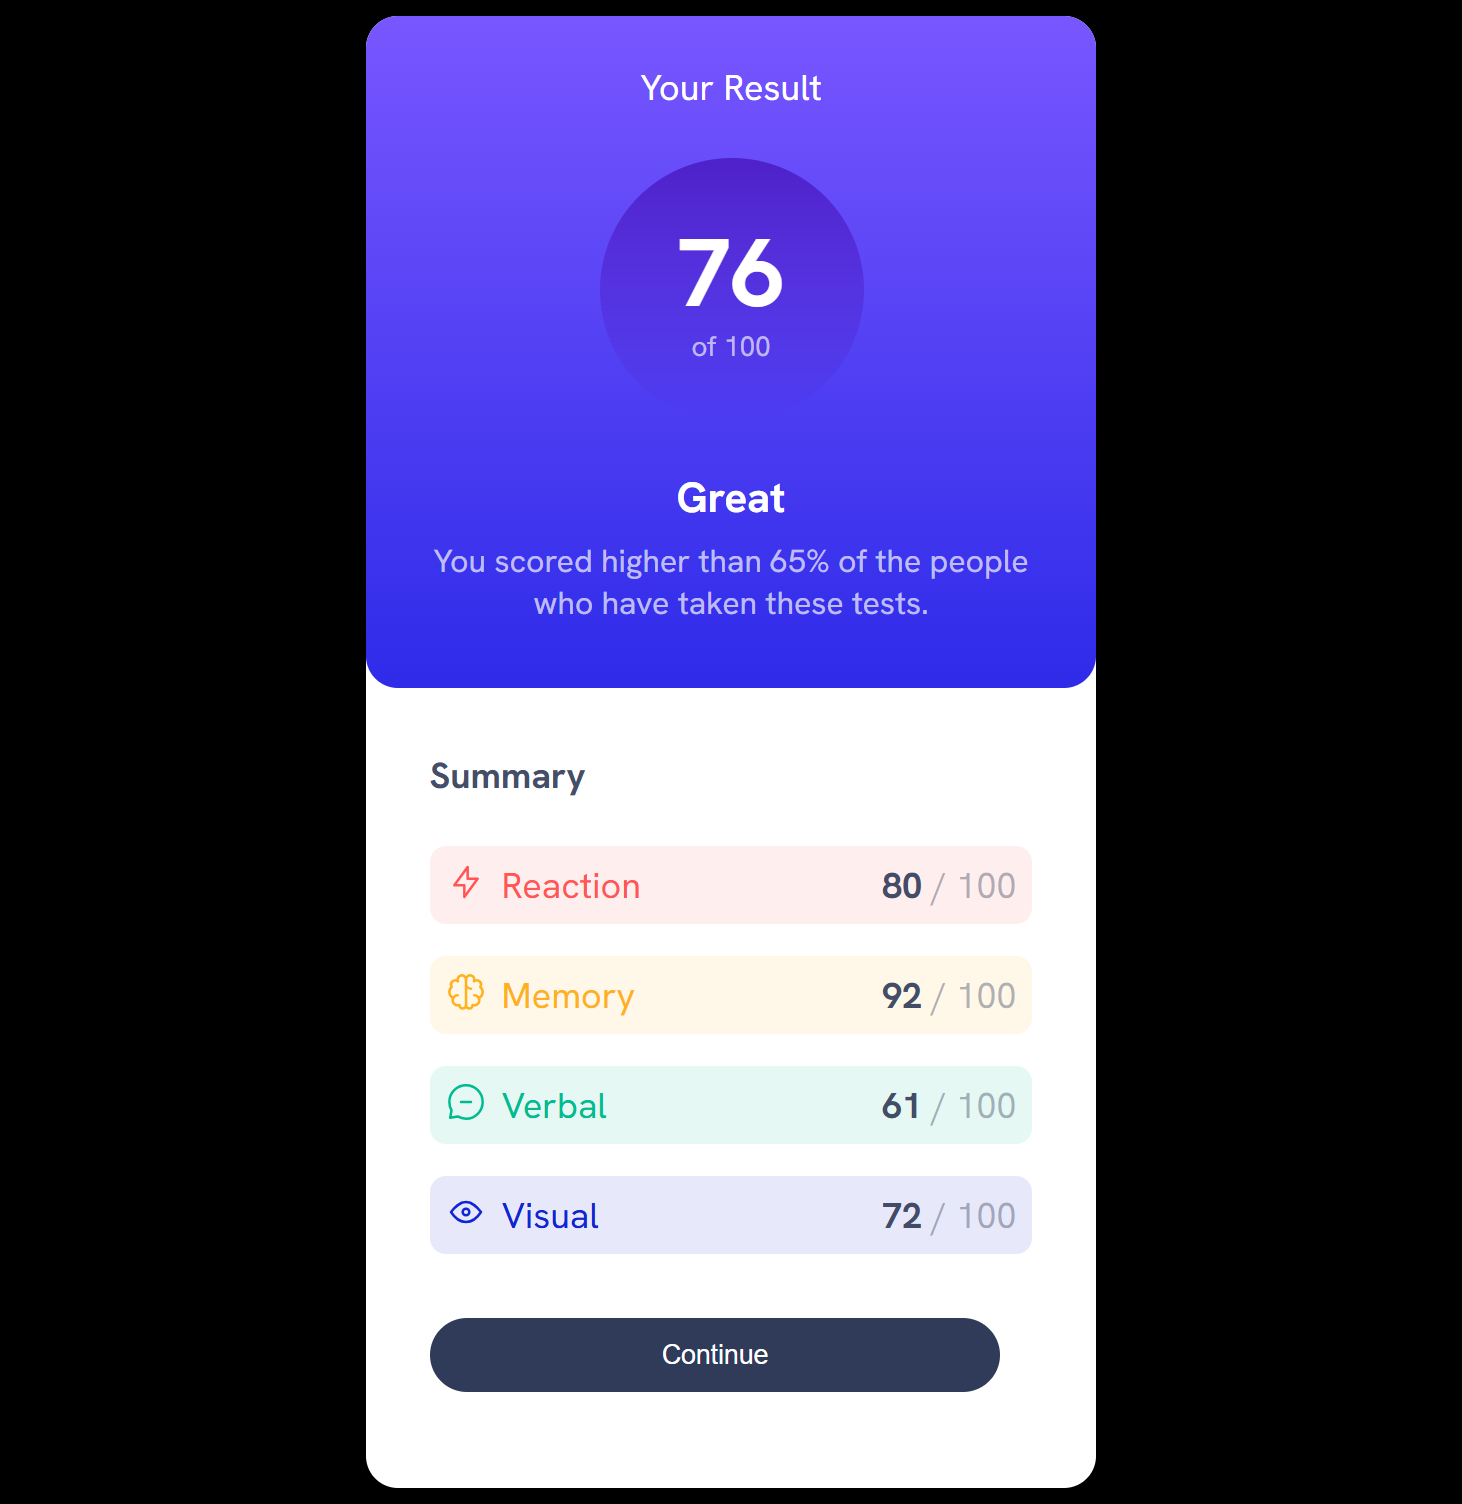 Your Result
76
of 100
Great
You scored higher than 65% of the people
who have taken these tests.
Summary
Reaction 80 / 100
Memory 92 / 100
Verbal 61 / 100
Visual 72 / 100
Continue